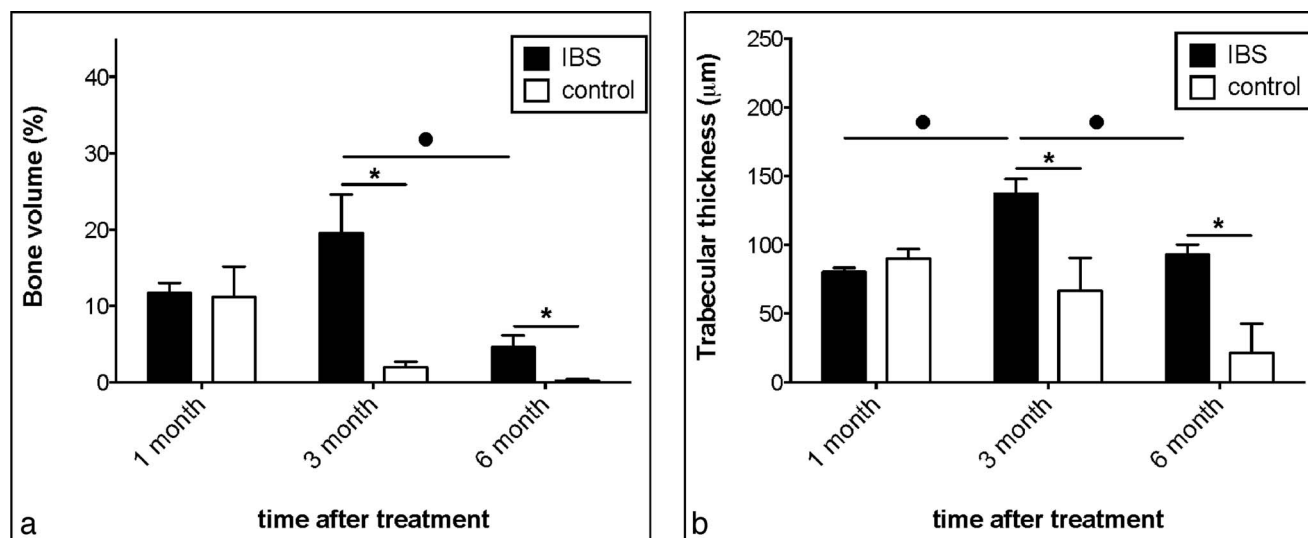 Bone volume (%)
40
30
20
10
0
IBS
control
*
*
1 month
3 month
6 month
time after treatment
a
Trabecular thickness (μm)
250
200
150
100
50
0
IBS
control
*
*
1 month
3 month
6 month
time after treatment
b